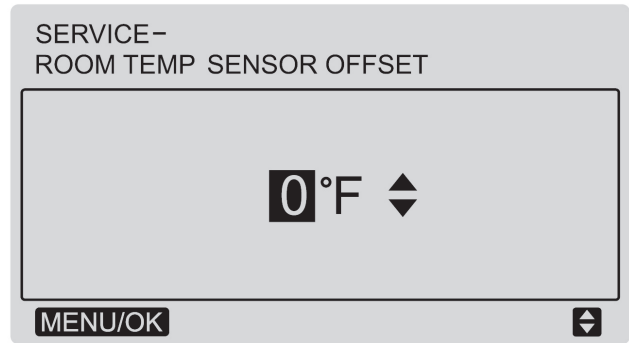 SERVICE-
ROOM TEMP SENSOR OFFSET
0°F
MENU/OK